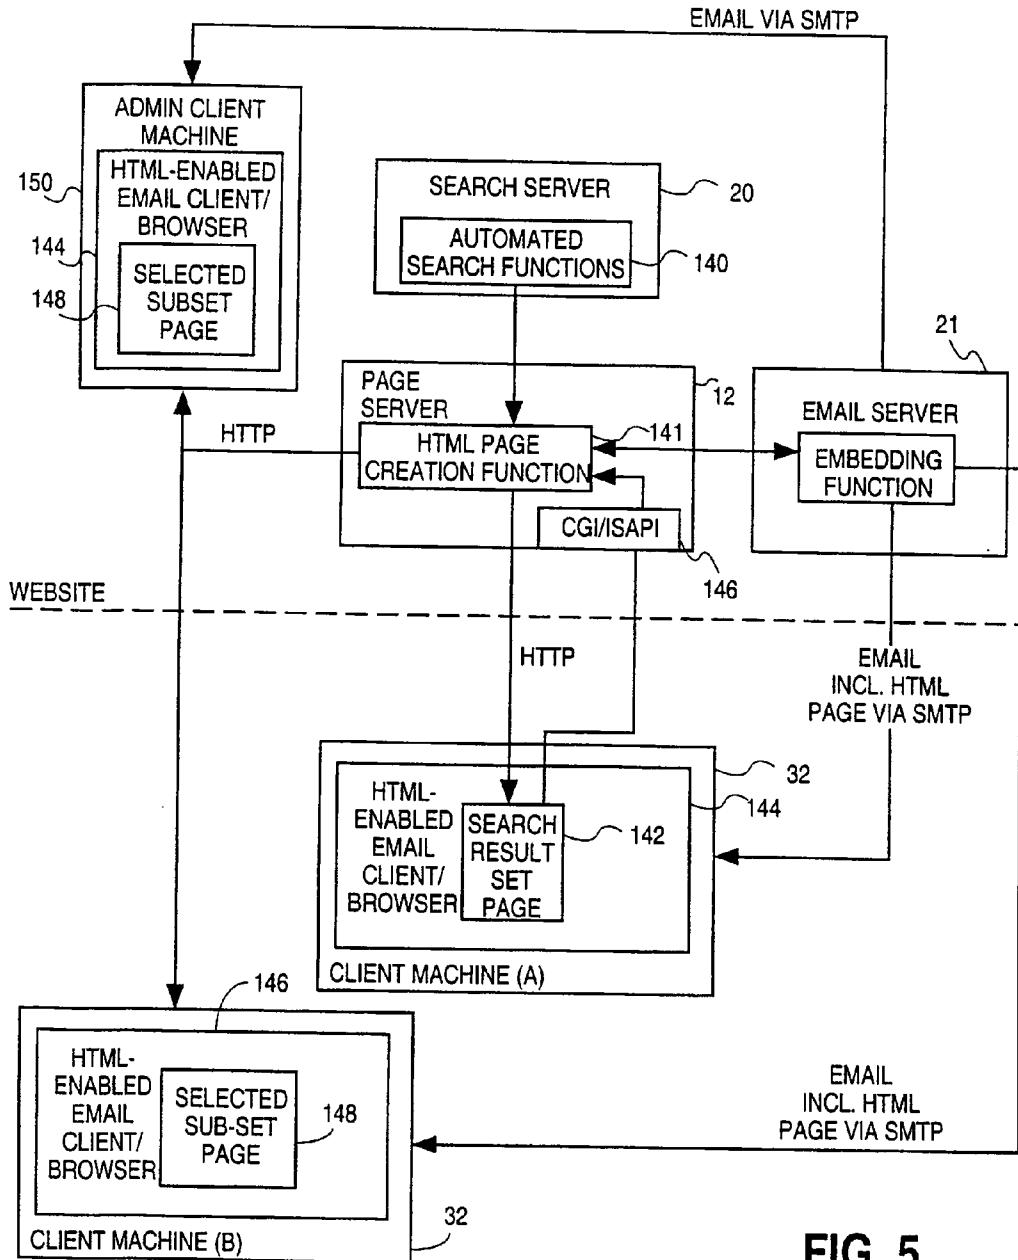 EMAIL VIA SMTP
ADMIN CLIENT
MACHINE
HTML-ENABLED
EMAIL CLIENT/
BROWSER
SELECTED
SUBSET
PAGE
150
144
148
SEARCH SERVER
AUTOMATED
SEARCH FUNCTIONS
20
140
PAGE
SERVER
HTML PAGE
CREATION FUNCTION
CGI/ISAPI
12
141
146
21
EMAIL SERVER
EMBEDDING
FUNCTION
HTTP
WEBSITE
HTTP
EMAIL
INCL. HTML
PAGE VIA SMTP
32
144
HTML-
ENABLED
EMAIL
CLIENT/
BROWSER
SEARCH
RESULT
SET
PAGE
142
CLIENT MACHINE (A)
146
HTML-
ENABLED
EMAIL
CLIENT/
BROWSER
SELECTED
SUB-SET
PAGE
148
CLIENT MACHINE (B)
32
EMAIL
INCL. HTML
PAGE VIA SMTP
FIG. 5